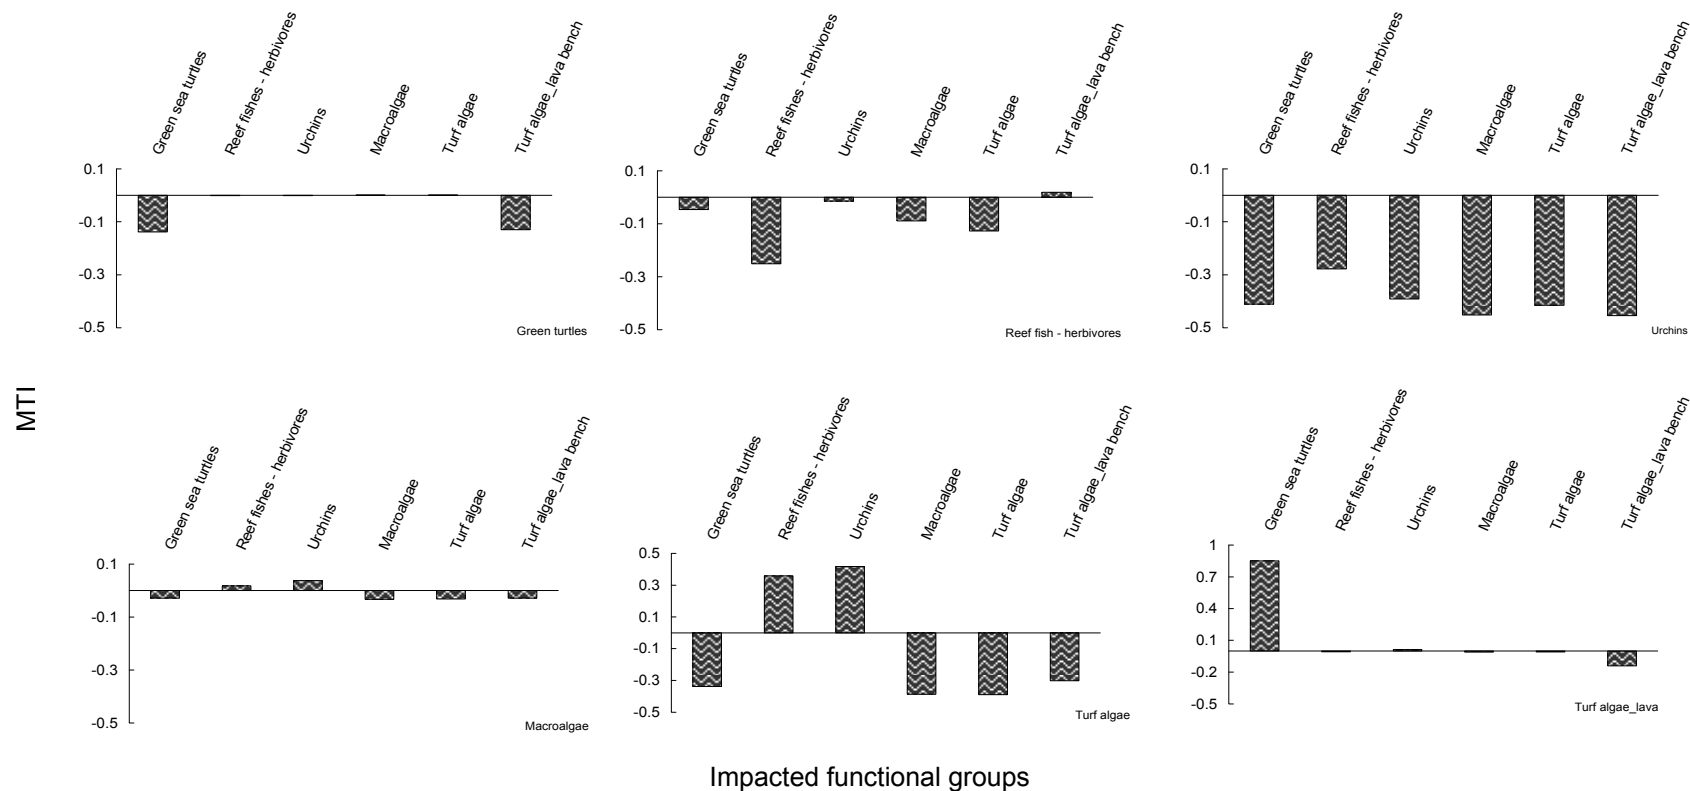 Green sea turtles
Reef fishes - herbivores
Urchins
Macroalgae
Turf algae
Turf algae_lava bench
0.1
-0.1
-0.3
-0.5
Green turtles
Green sea turtles
Reef fishes - herbivores
Urchins
Macroalgae
Turf algae
Turf algae_lava bench
0.1
-0.1
-0.3
-0.5
Reef fish - herbivores
Green sea turtles
Reef fishes - herbivores
Urchins
Macroalgae
Turf algae
Turf algae_lava bench
0.1
-0.1
-0.3
-0.5
Urchins
MTI
Green sea turtles
Reef fishes - herbivores
Urchins
Macroalgae
Turf algae
Turf algae_lava bench
0.1
-0.1
-0.3
-0.5
Macroalgae
Green sea turtles
Reef fishes - herbivores
Urchins
Macroalgae
Turf algae
Turf algae_lava bench
0.5
0.3
0.1
-0.1
-0.3
-0.5
Turf algae
Green sea turtles
Reef fishes - herbivores
Urchins
Macroalgae
Turf algae
Turf algae_lava bench
1
0.7
0.4
0.1
-0.2
-0.5
Turf algae_lava
Impacted functional groups